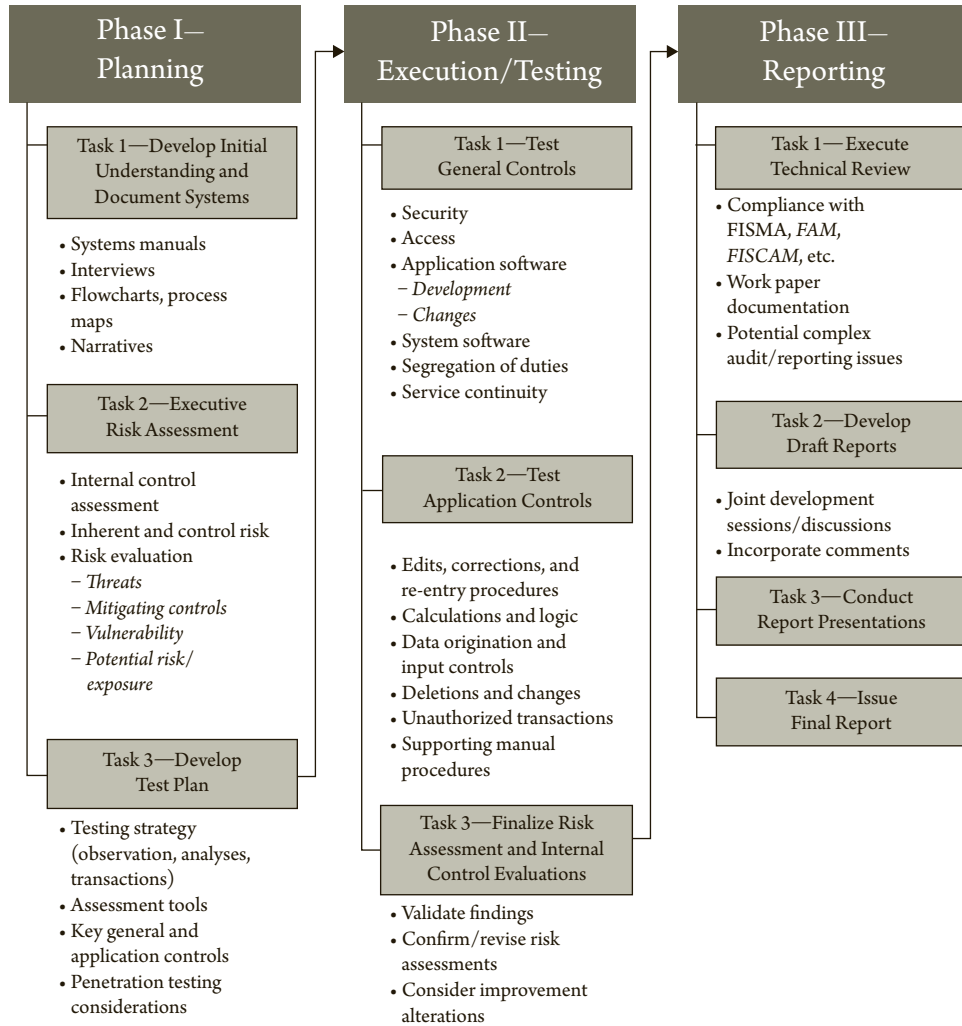 Phase I—
Planning
Task 1—Develop Initial
Understanding and
Document Systems
• Systems manuals
• Interviews
• Flowcharts, process
maps
• Narratives
Task 2—Executive
Risk Assessment
• Internal control
assessment
• Inherent and control risk
• Risk evaluation
– Threats
– Mitigating controls
– Vulnerability
– Potential risk/
exposure
Task 3—Develop
Test Plan
• Testing strategy
(observation, analyses,
transactions)
• Assessment tools
• Key general and
application controls
• Penetration testing
considerations
Phase II—
Execution/Testing
Task 1—Test
General Controls
• Security
• Access
• Application software
– Development
– Changes
• System software
• Segregation of duties
• Service continuity
Task 2—Test
Application Controls
• Edits, corrections, and
re-entry procedures
• Calculations and logic
• Data origination and
input controls
• Deletions and changes
• Unauthorized transactions
• Supporting manual
procedures
Task 3—Finalize Risk
Assessment and Internal
Control Evaluations
• Validate findings
• Confirm/revise risk
assessments
• Consider improvement
alterations
Phase III—
Reporting
Task 1—Execute
Technical Review
• Compliance with
FISMA, FAM,
FISCAM, etc.
• Work paper
documentation
• Potential complex
audit/reporting issues
Task 2—Develop
Draft Reports
• Joint development
sessions/discussions
• Incorporate comments
Task 3—Conduct
Report Presentations
Task 4—Issue
Final Report